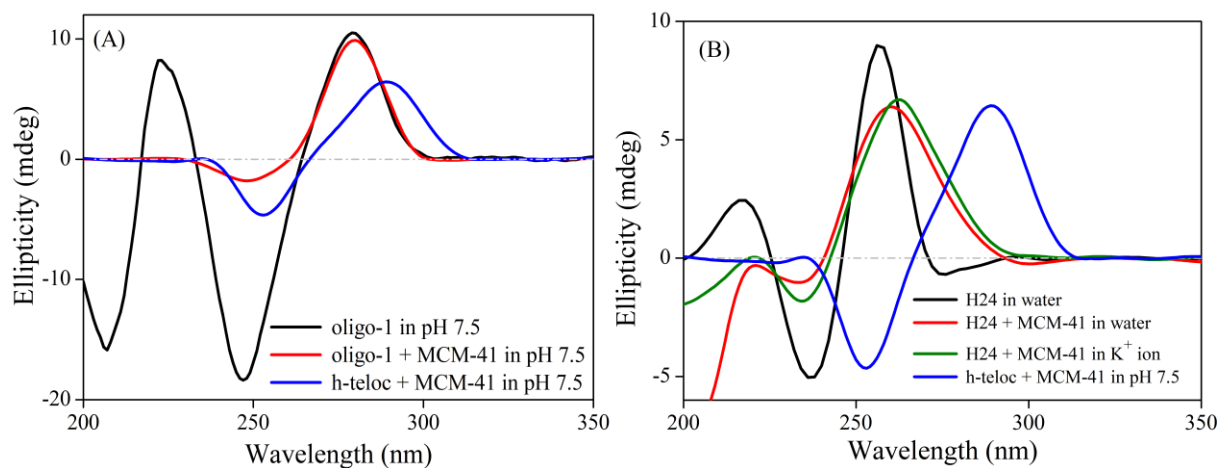 (A)
10
0
-10
-20
Ellipticity (mdeg)
oligo-1 in pH 7.5
oligo-1 + MCM-41 in pH 7.5
h-teloc + MCM-41 in pH 7.5
200
250
300
350
Wavelength (nm)
(B)
10
5
0
-5
Ellipticity (mdeg)
H24 in water
H24 + MCM-41 in water
H24 + MCM-41 in K⁺ ion
h-teloc + MCM-41 in pH 7.5
200
250
300
350
Wavelength (nm)